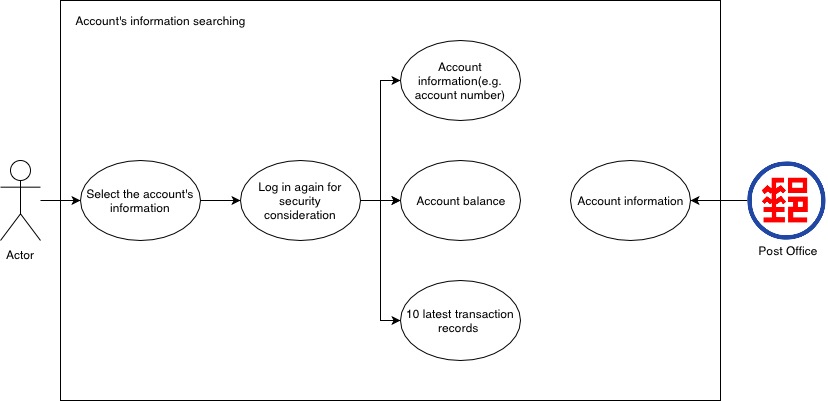 Account's information searching
Account
information(e.g.
account number)
Actor
Select the account's
information
Log in again for
security
consideration
Account balance
10 latest transaction
records
Account information
郵
Post Office